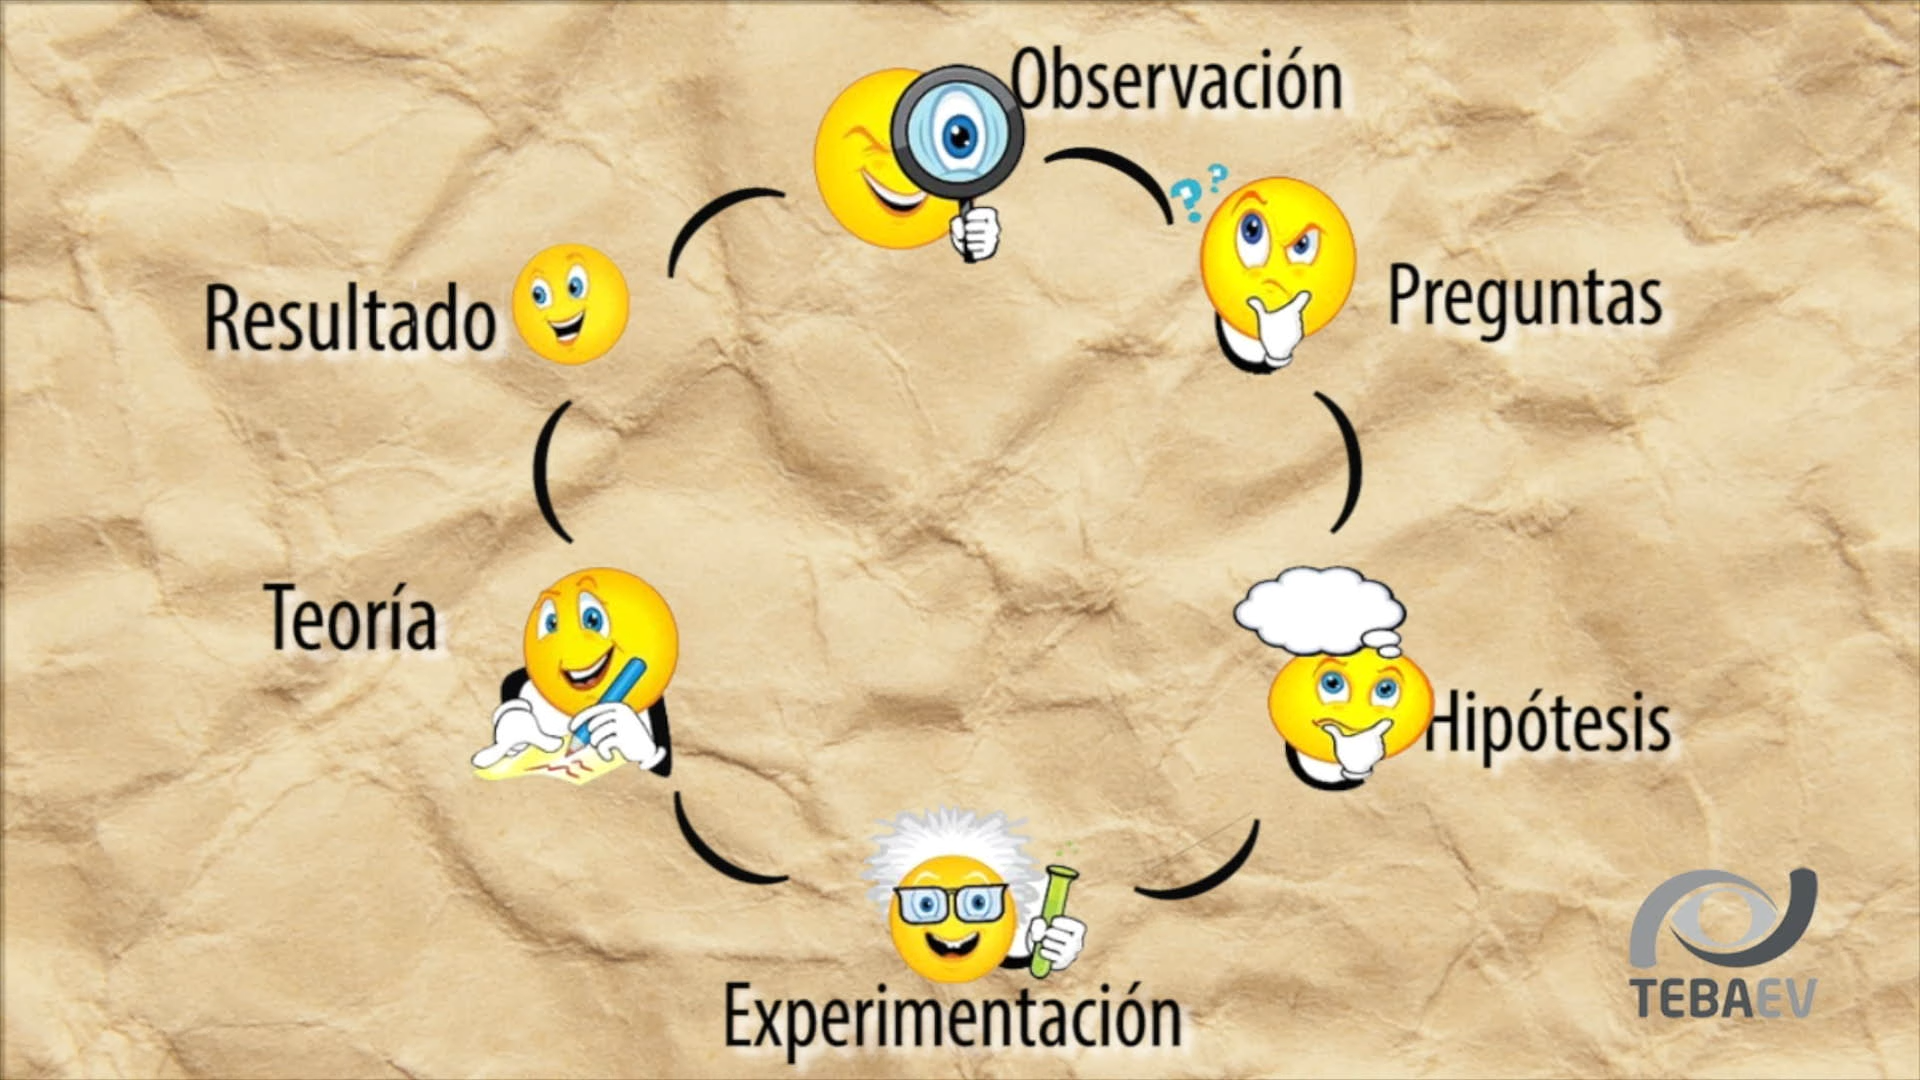 Observación
Preguntas
Hipótesis
Experimentación
Teoría
Resultado
TEBAEV